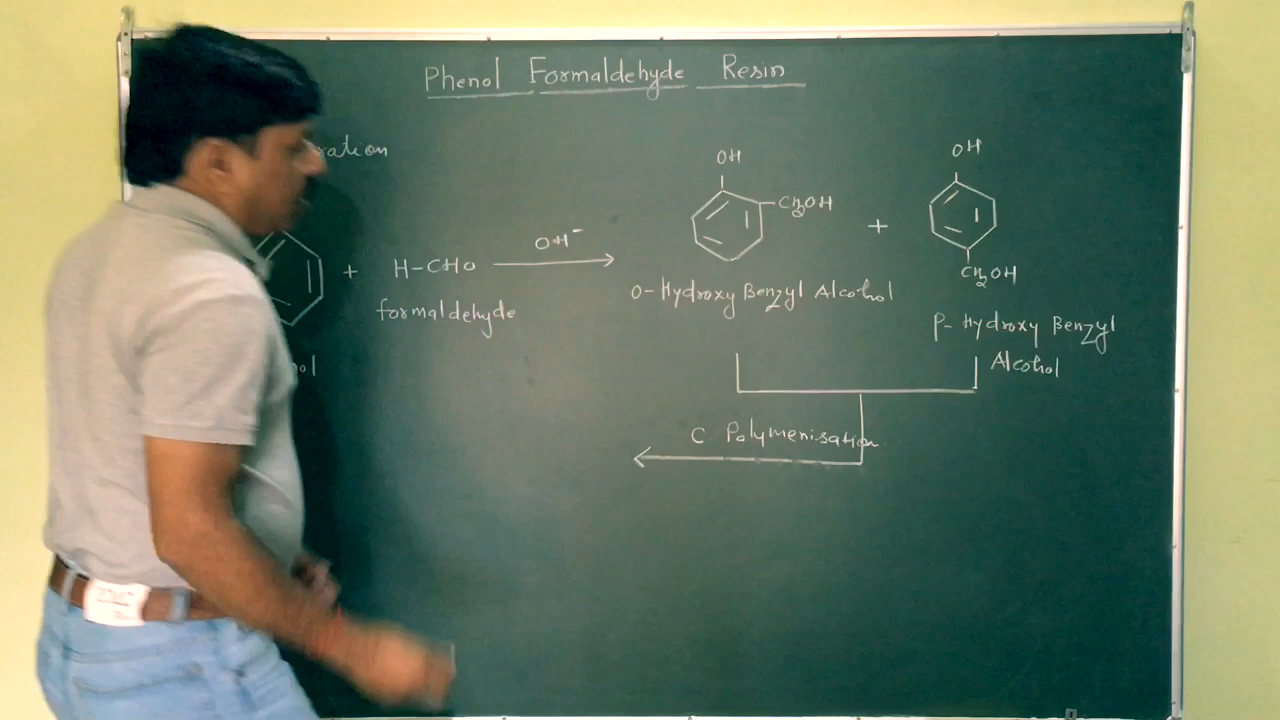 Phenol Formaldehyde Resin
OH
CH2OH
+
OH
CH2OH
+ H-CHO
OH-
formaldehyde
O-Hydroxy Benzyl Alcohol
P-Hydroxy Benzyl
Alcohol
C Polymerisation